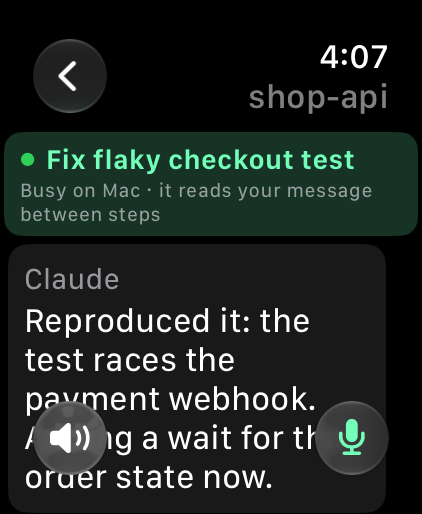 4:07
shop-api
Fix flaky checkout test
Busy on Mac · it reads your message
between steps
Claude
Reproduced it: the
test races the
payment webhook.
a wait for
order state now.